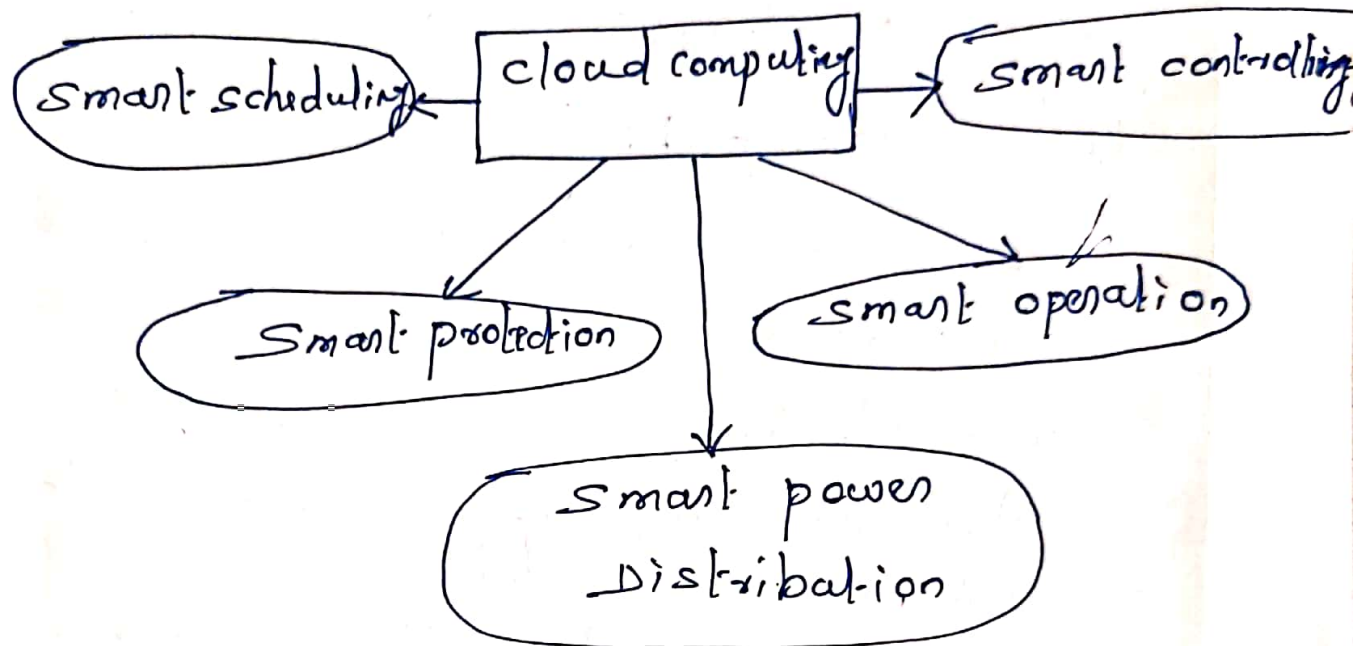 cloud computing
smart scheduling
smart controlling
smart protection
smart operation
smart power
Distribation